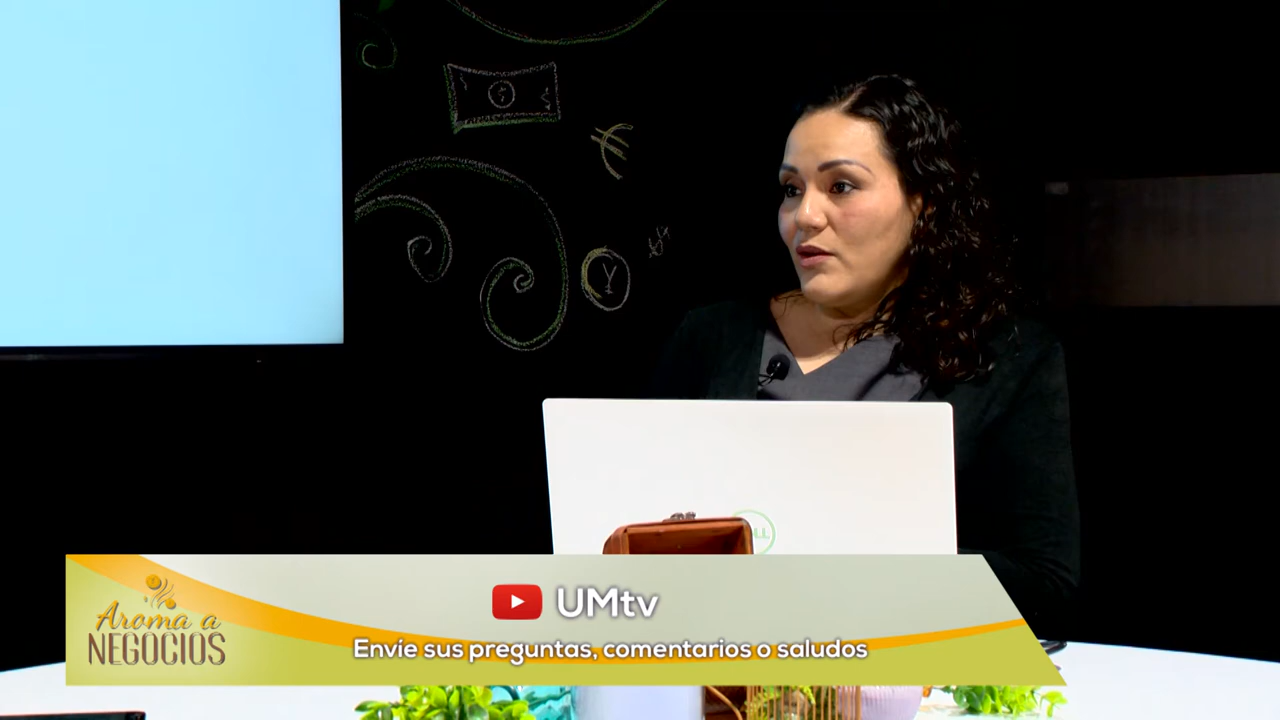 €
¥
Aroma a
NEGOCIOS
UMtv
Envíe sus preguntas, comentarios o saludos